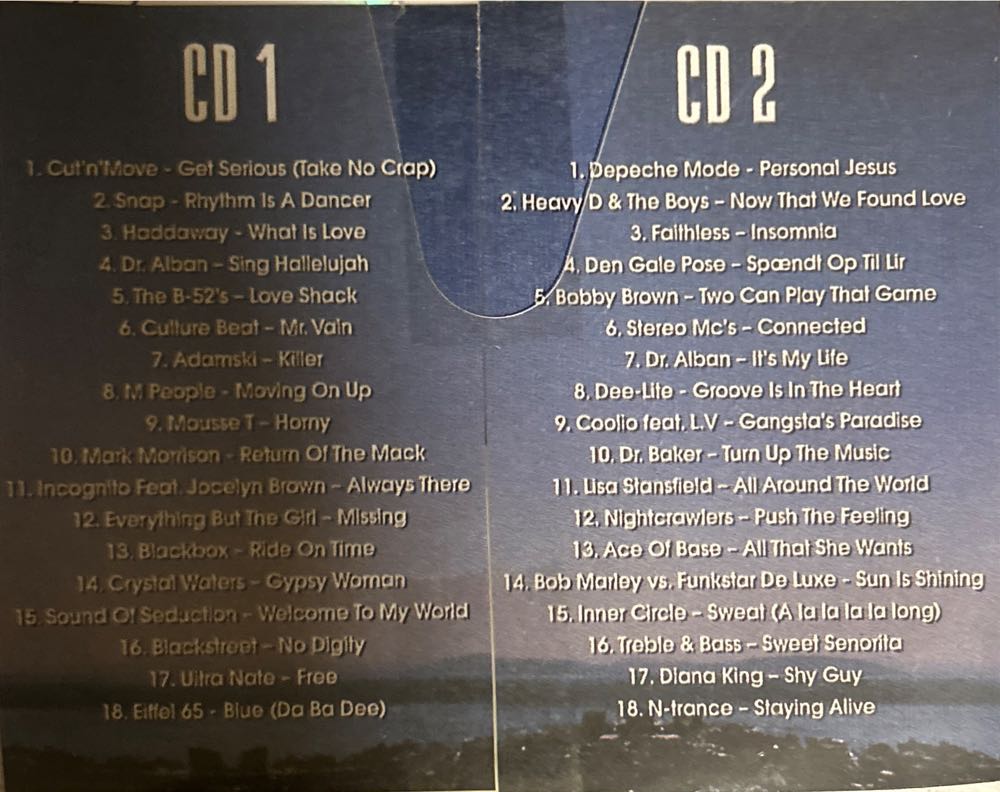 CD 1
1. Cut'n'Move - Get Serious (Take No Crap)
2. Snap - Rhythm Is A Dancer
3. Haddaway - What Is Love
4. Dr. Alban – Sing Hallelujah
5. The B-52's – Love Shack
6. Culture Beat – Mr. Vain
7. Adamski – Killer
8. M People - Moving On Up
9. Mousse T – Horny
10. Mark Morrison - Return Of The Mack
11. Incognito Feat. Jocelyn Brown – Always There
12. Everything But The Girl – Missing
13. Blackbox - Ride On Time
14. Crystal Waters – Gypsy Woman
15. Sound Of Seduction – Welcome To My World
16. Blackstreet – No Digity
17. Ultra Nate – Free
18. Eiffel 65 - Blue (Da Ba Dee)
CD 2
1. Depeche Mode - Personal Jesus
2. Heavy D & The Boys – Now That We Found Love
3. Faithless – Insomnia
4. Den Gale Pose – Spændt Op Til Lir
5. Bobby Brown – Two Can Play That Game
6. Stereo Mc's – Connected
7. Dr. Alban – It's My Life
8. Dee-Lite - Groove Is In The Heart
9. Coolio feat. L.V – Gangsta's Paradise
10. Dr. Baker – Turn Up The Music
11. Lisa Stansfield – All Around The World
12. Nightcrawlers – Push The Feeling
13. Ace Of Base – All That She Wants
14. Bob Marley vs. Funkstar De Luxe - Sun Is Shining
15. Inner Circle – Sweat (A la la la la long)
16. Treble & Bass – Sweet Senorita
17. Diana King – Shy Guy
18. N-trance – Staying Alive